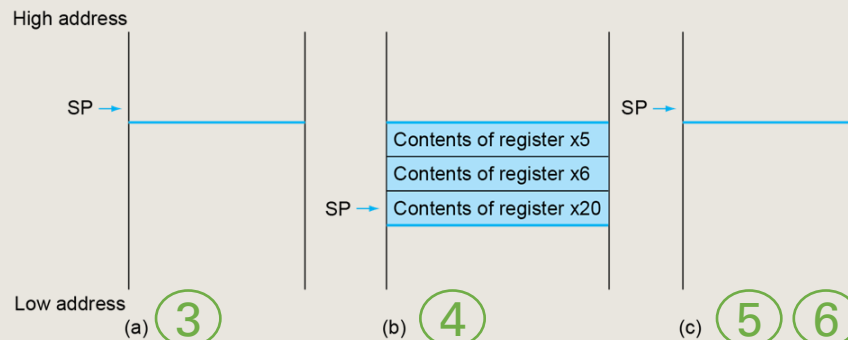 High address
SP
SP
Contents of register x5
Contents of register x6
SP
Contents of register x20
Low address
(a) 3
(b) 4
(c) 5 6